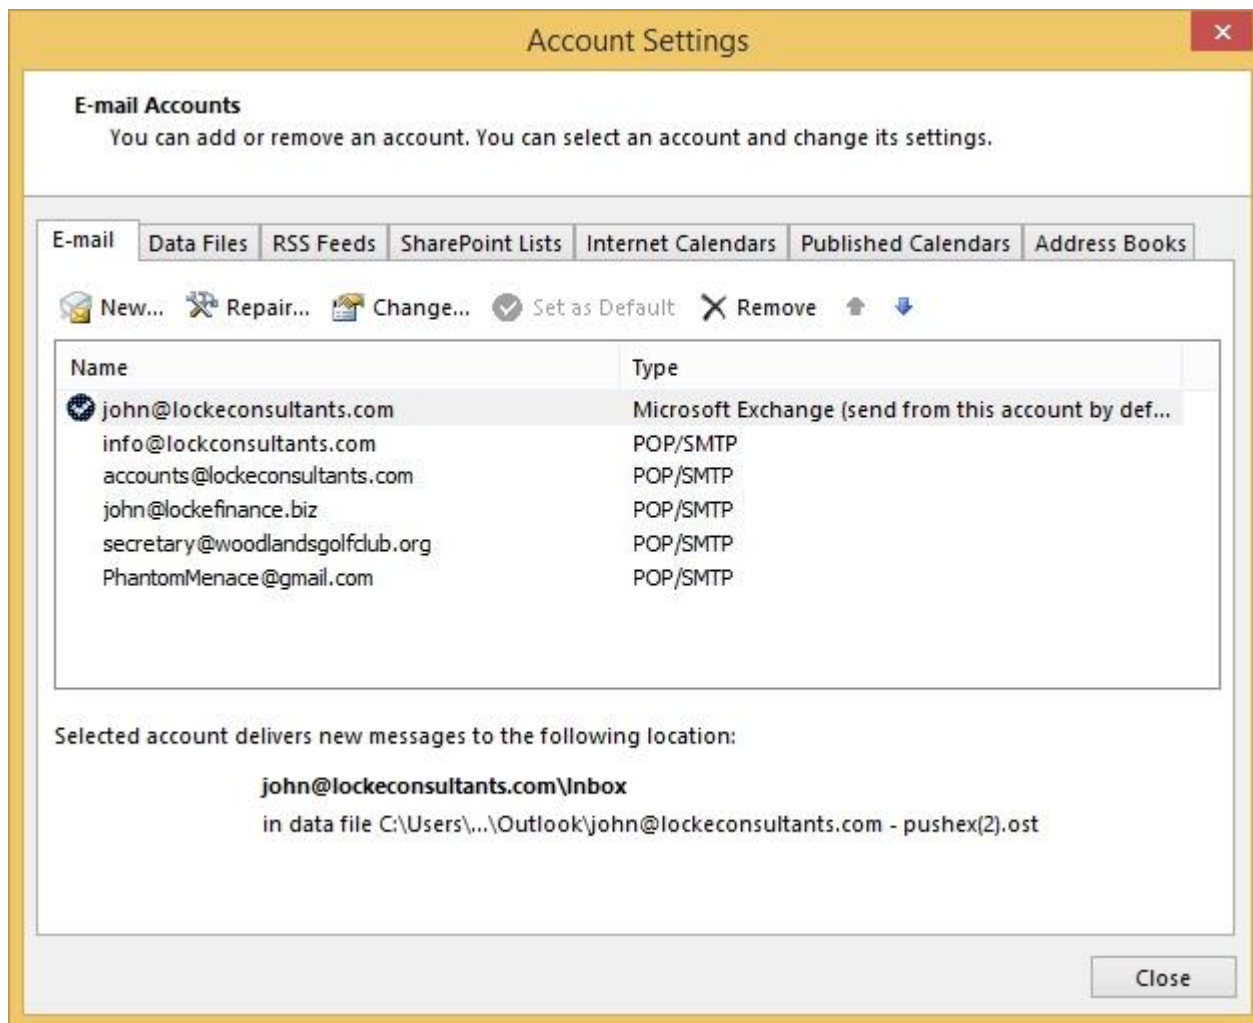 Account Settings
E-mail Accounts
You can add or remove an account. You can select an account and change its settings.
E-mail Data Files RSS Feeds SharePoint Lists Internet Calendars Published Calendars Address Books
New... Repair... Change... Set as Default Remove
Name Type
john@lockeconsultants.com Microsoft Exchange (send from this account by def...
info@lockconsultants.com POP/SMTP
accounts@lockeconsultants.com POP/SMTP
john@lockefinance.biz POP/SMTP
secretary@woodlandsgolfclub.org POP/SMTP
PhantomMenace@gmail.com POP/SMTP
Selected account delivers new messages to the following location:
john@lockeconsultants.com\Inbox
in data file C:\Users\...\Outlook\john@lockeconsultants.com - pushex(2).ost
Close